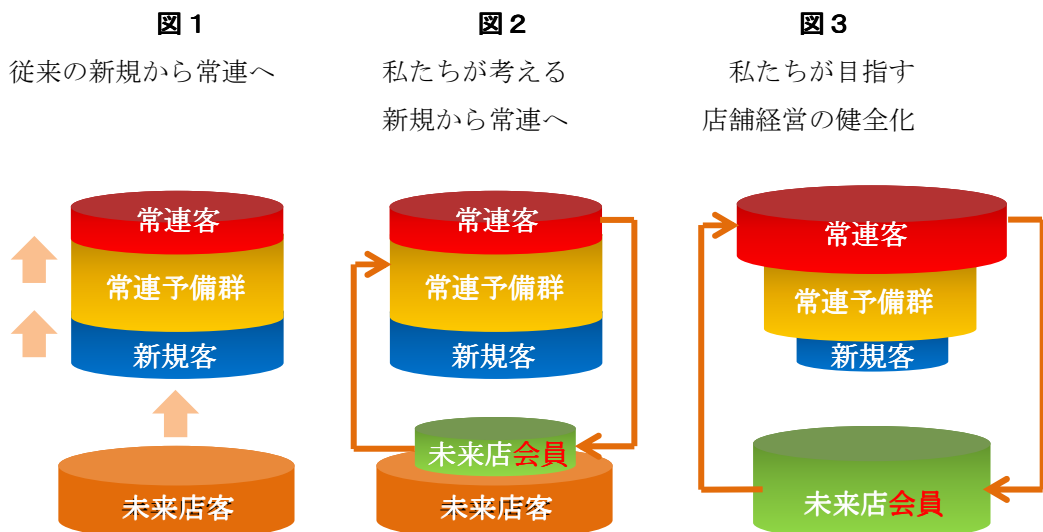 図1
従来の新規から常連へ
常連客
常連予備群
新規客
未来店客
図2
私たちが考える
新規から常連へ
常連客
常連予備群
新規客
未来店会員
未来店客
図3
私たちが目指す
店舗経営の健全化
常連客
常連予備群
新規客
未来店会員